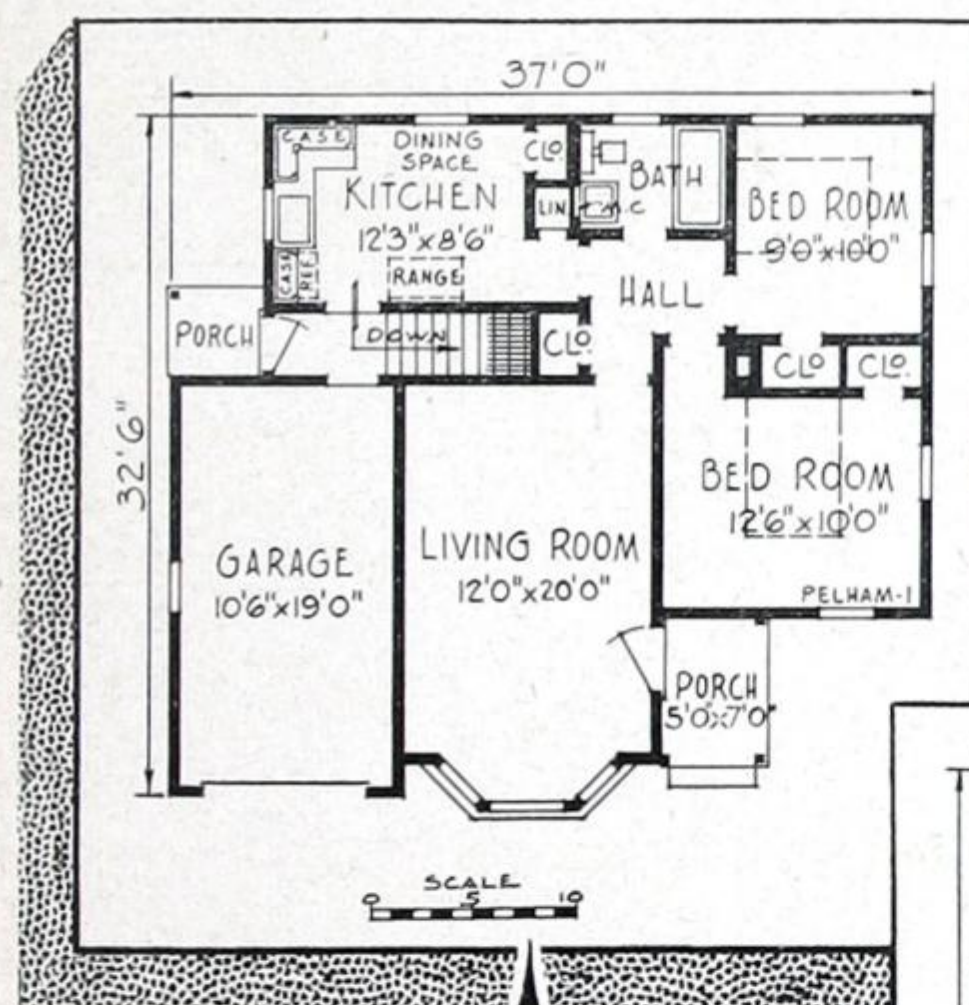 37'0"
CASE
DINING
SPACE
CLO
KITCHEN
12'3"x8'6"
LIN
M.C
BATH
BED ROOM
9'0"x10'0"
CASE
REF
RANGE
HALL
PORCH
DOWN
CLO.
CLO
CLO.
32'6"
GARAGE
10'6"x19'0"
LIVING ROOM
12'0"x20'0"
BED ROOM
12'6"x10'0"
PELHAM-1
PORCH
5'0"x7'0
SCALE
0 5 10